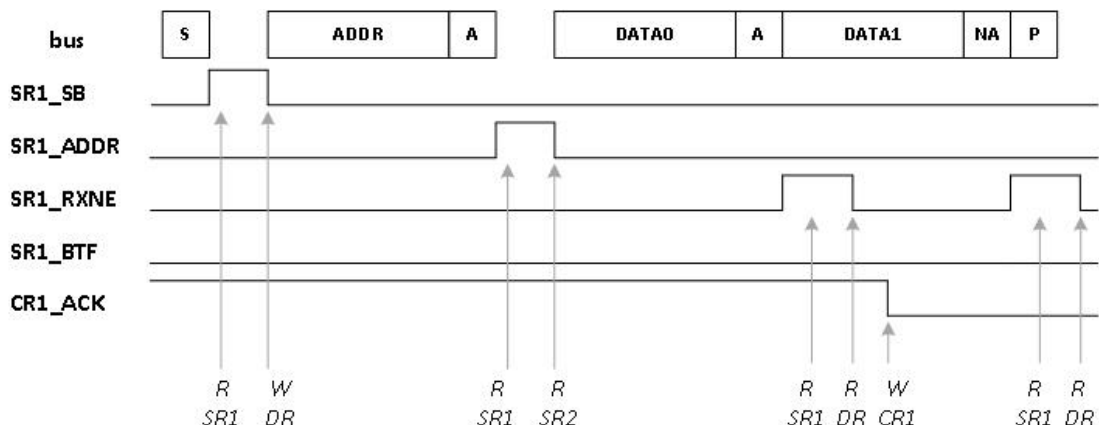 bus S ADDR A DATA0 A DATA1 NA P
SR1_SB
SR1_ADDR
SR1_RXNE
SR1_BTF
CR1_ACK
R W R R R R W R R
SR1 DR SR1 SR2 SR1 DR CR1 SR1 DR